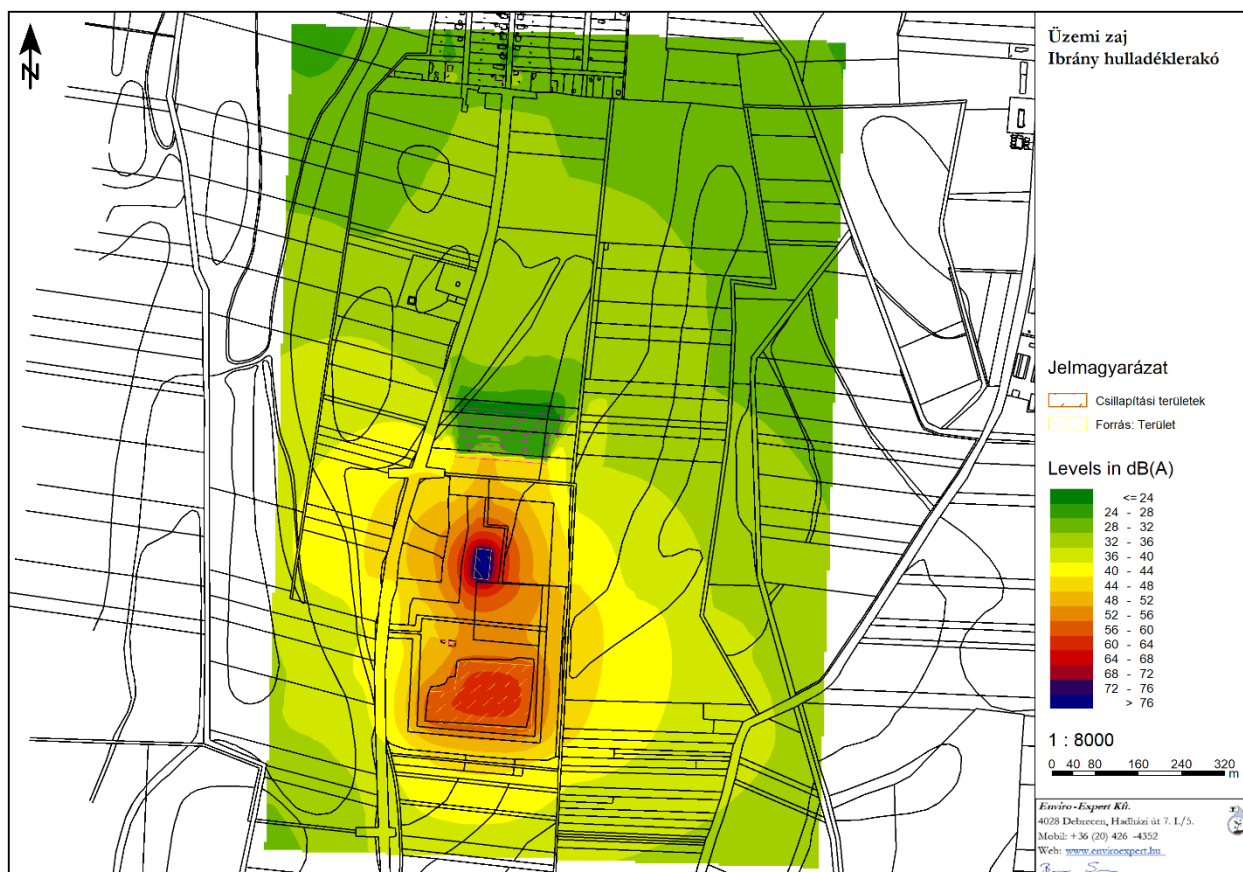 N
Üzemi zaj
Ibrány hulladéklerakó
Jelmagyarázat
Csillapítási területek
Forrás: Terület
Levels in dB(A)
<= 24
24 - 28
28 - 32
32 - 36
36 - 40
40 - 44
44 - 48
48 - 52
52 - 56
56 - 60
60 - 64
64 - 68
68 - 72
72 - 76
> 76
1 : 8000
0 40 80 160 240 320
m
Enviro-Expert Kft.
4028 Debrecen, Hadházi út 7. I./5.
Mobil: +36 (20) 426 -4352
Web: www.enviroexpert.hu